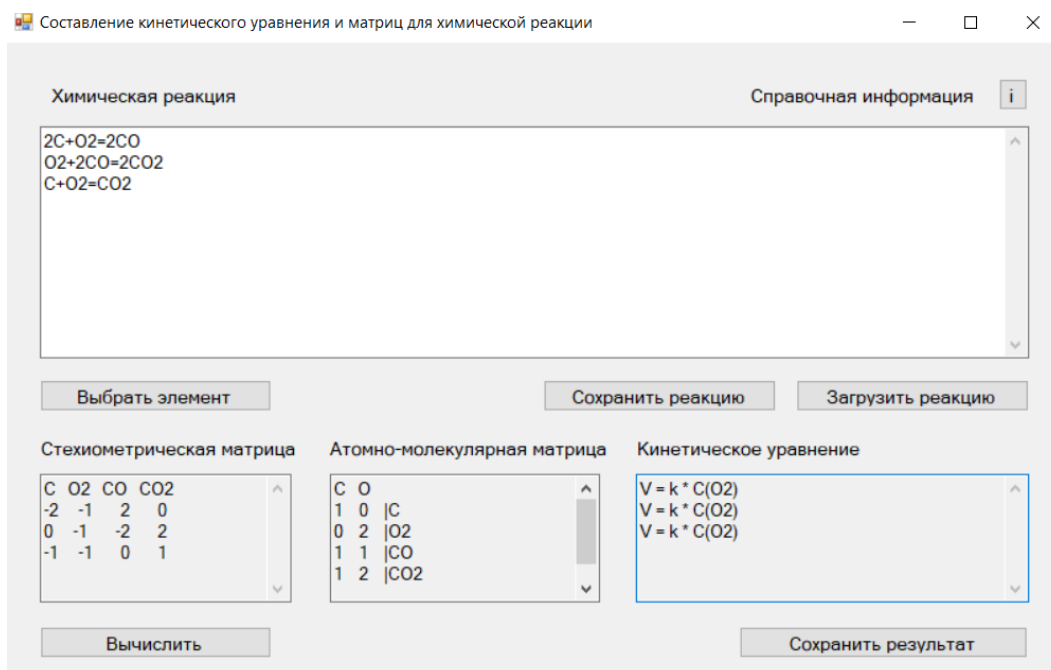 Составление кинетического уравнения и матриц для химической реакции
Химическая реакция
Справочная информация
i
2C+O2=2CO
O2+2CO=2CO2
C+O2=CO2
Выбрать элемент
Сохранить реакцию
Загрузить реакцию
Стехиометрическая матрица
C O2 CO CO2
-2 -1 2 0
0 -1 -2 2
-1 -1 0 1
Атомно-молекулярная матрица
C O
1 0 |C
0 2 |O2
1 1 |CO
1 2 |CO2
Кинетическое уравнение
V = k * C(O2)
V = k * C(O2)
V = k * C(O2)
Вычислить
Сохранить результат